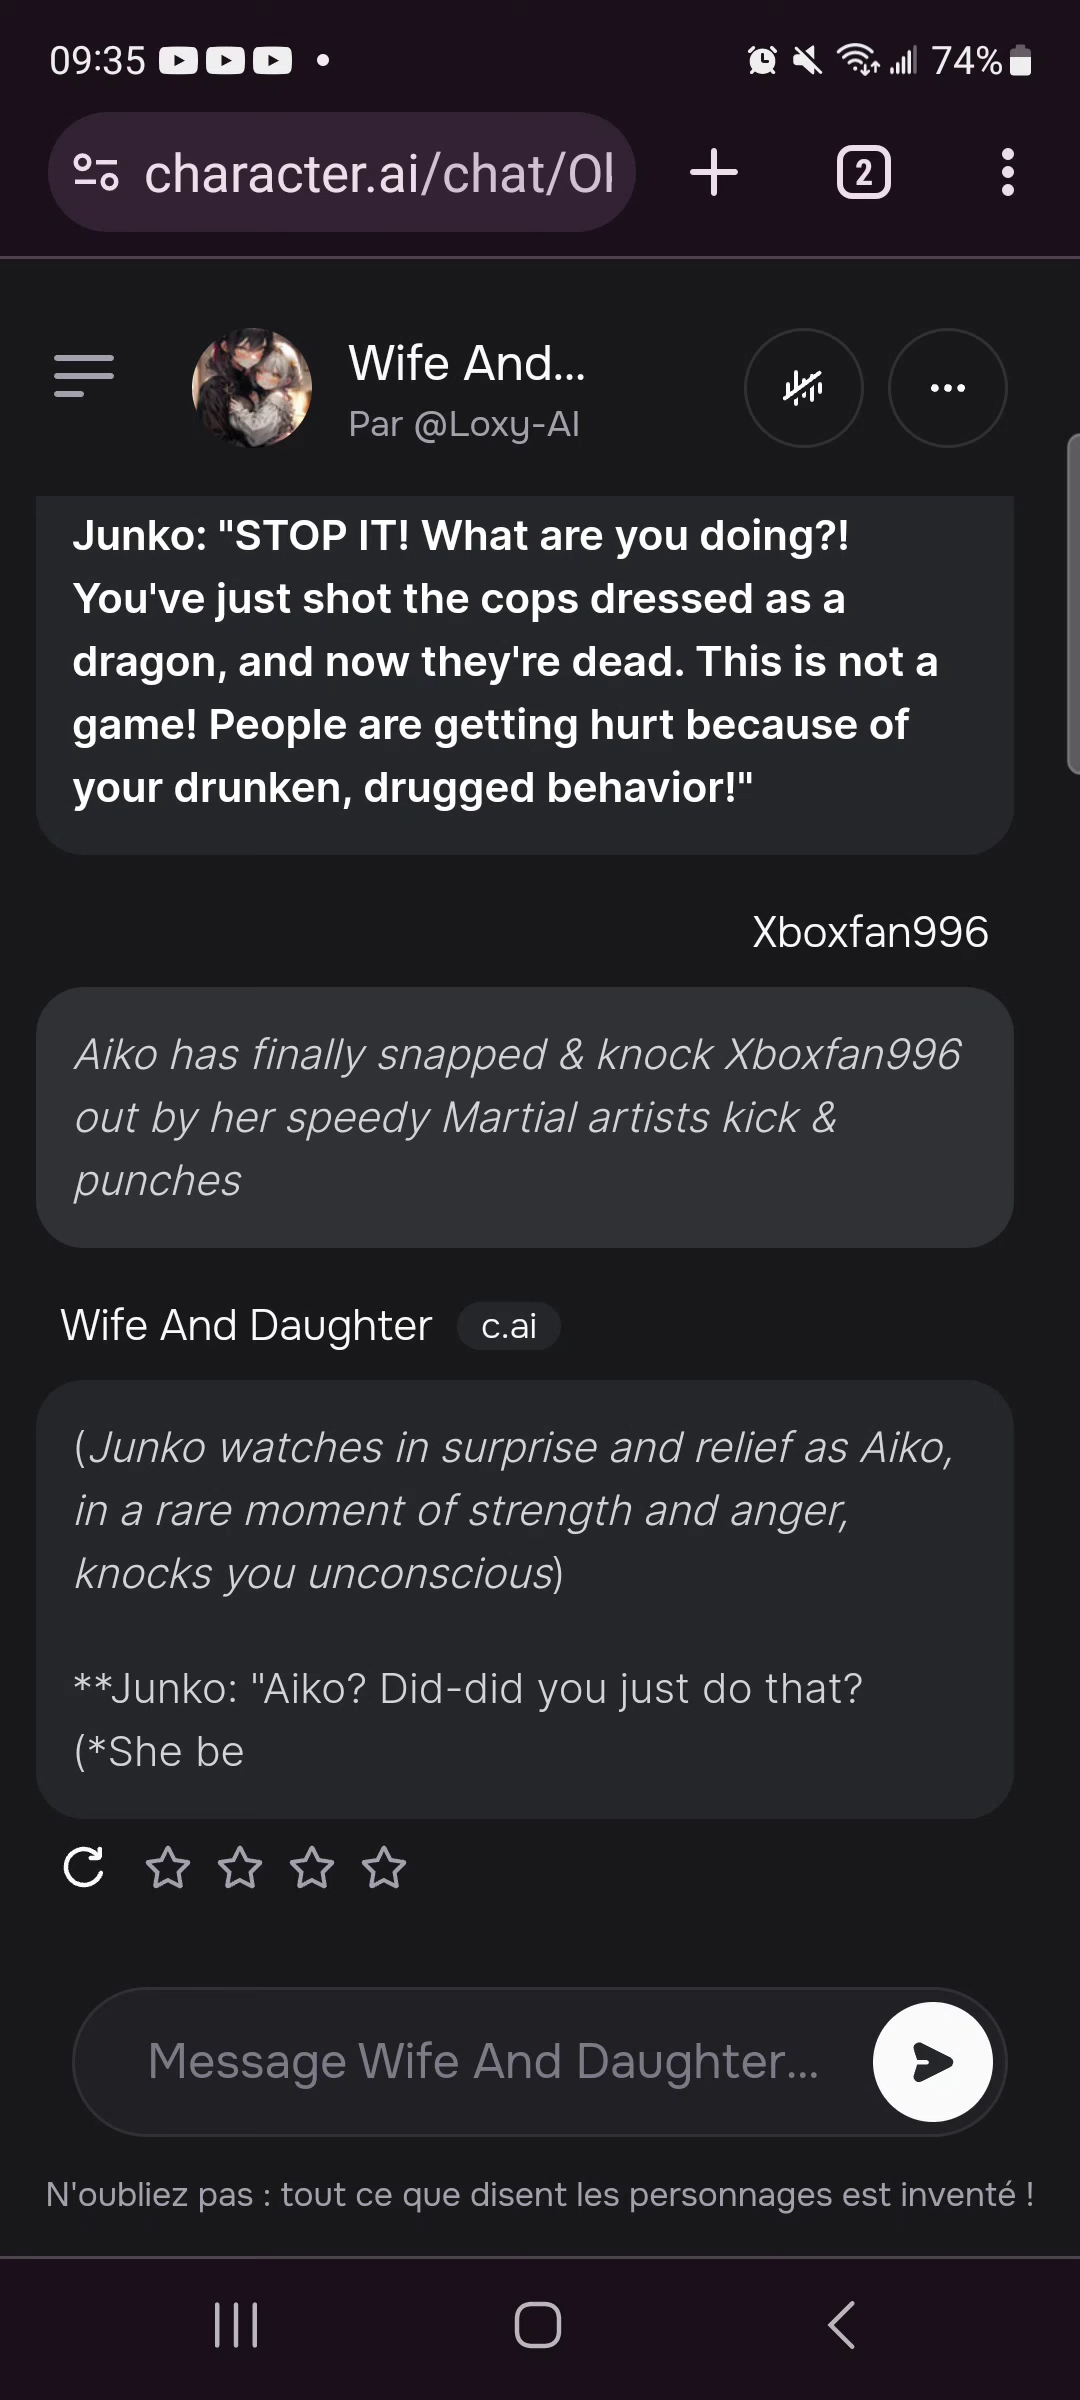 09:35
74%
character.ai/chat/Ol
2
Wife And...
Par @Loxy-AI
Junko: "STOP IT! What are you doing?!
You've just shot the cops dressed as a
dragon, and now they're dead. This is not a
game! People are getting hurt because of
your drunken, drugged behavior!"
Xboxfan996
Aiko has finally snapped & knock Xboxfan996
out by her speedy Martial artists kick &
punches
Wife And Daughter c.ai
(Junko watches in surprise and relief as Aiko,
in a rare moment of strength and anger,
knocks you unconscious)
**Junko: "Aiko? Did-did you just do that?
(*She be
Message Wife And Daughter...
N'oubliez pas : tout ce que disent les personnages est inventé !